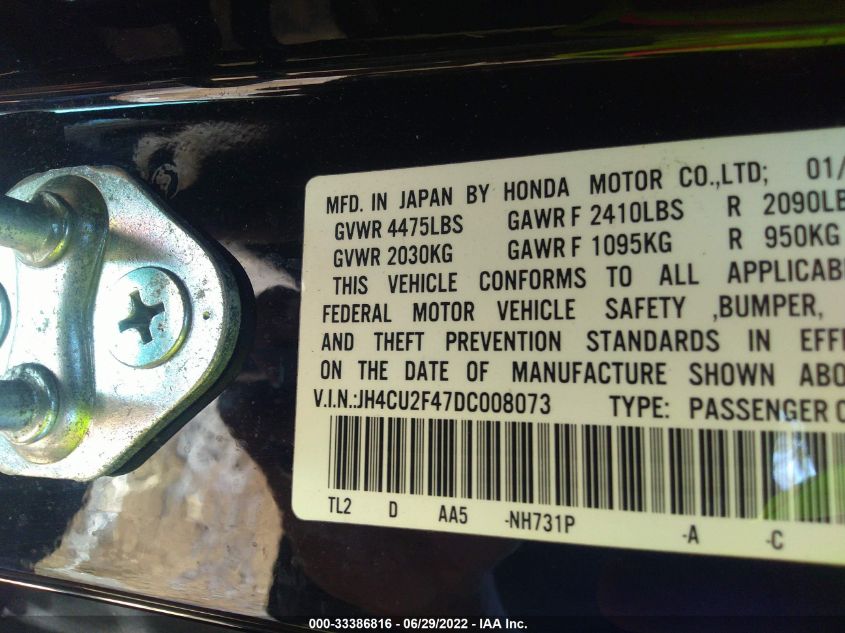 MFD. IN JAPAN BY HONDA MOTOR CO.,LTD; 01/
GVWR 4475LBS GAWR F 2410LBS R 2090LB
GVWR 2030KG GAWR F 1095KG R 950KG
THIS VEHICLE CONFORMS TO ALL APPLICAB
FEDERAL MOTOR VEHICLE SAFETY ,BUMPER,
AND THEFT PREVENTION STANDARDS IN EFF
ON THE DATE OF MANUFACTURE SHOWN ABO
V.I.N.:JH4CU2F47DC008073 TYPE: PASSENGER C
TL2 D AA5 -NH731P -A -C
000-33386816 - 06/29/2022 - IAA Inc.